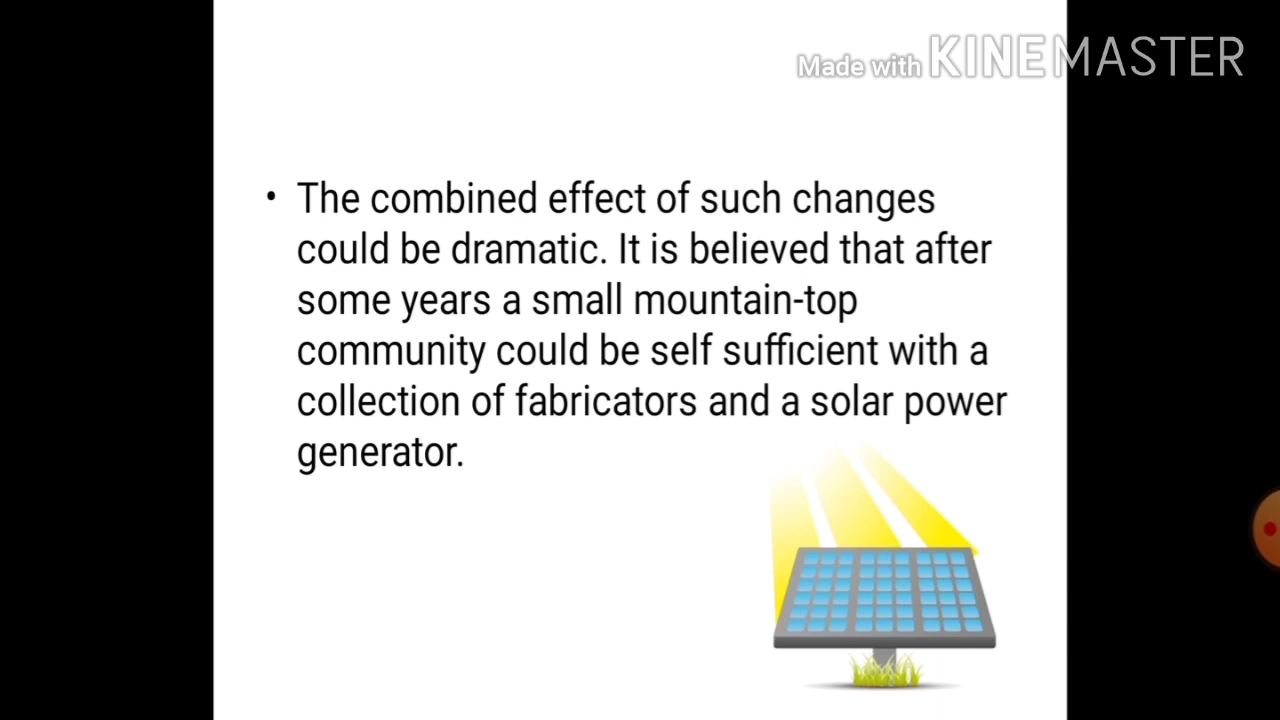 Made with KINEMASTER
• The combined effect of such changes
could be dramatic. It is believed that after
some years a small mountain-top
community could be self sufficient with a
collection of fabricators and a solar power
generator.